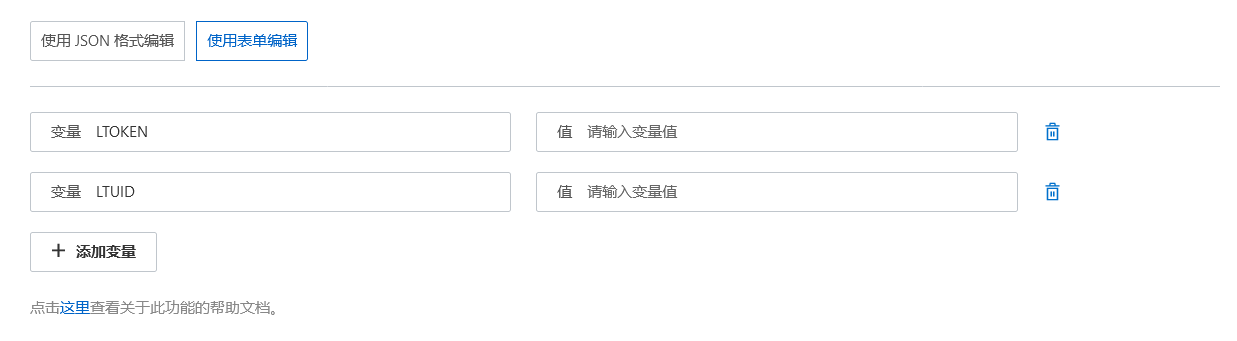 使用 JSON 格式编辑 使用表单编辑
变量 LTOKEN 值 请输入变量值
变量 LTUID 值 请输入变量值
添加变量
点击这里查看关于此功能的帮助文档。